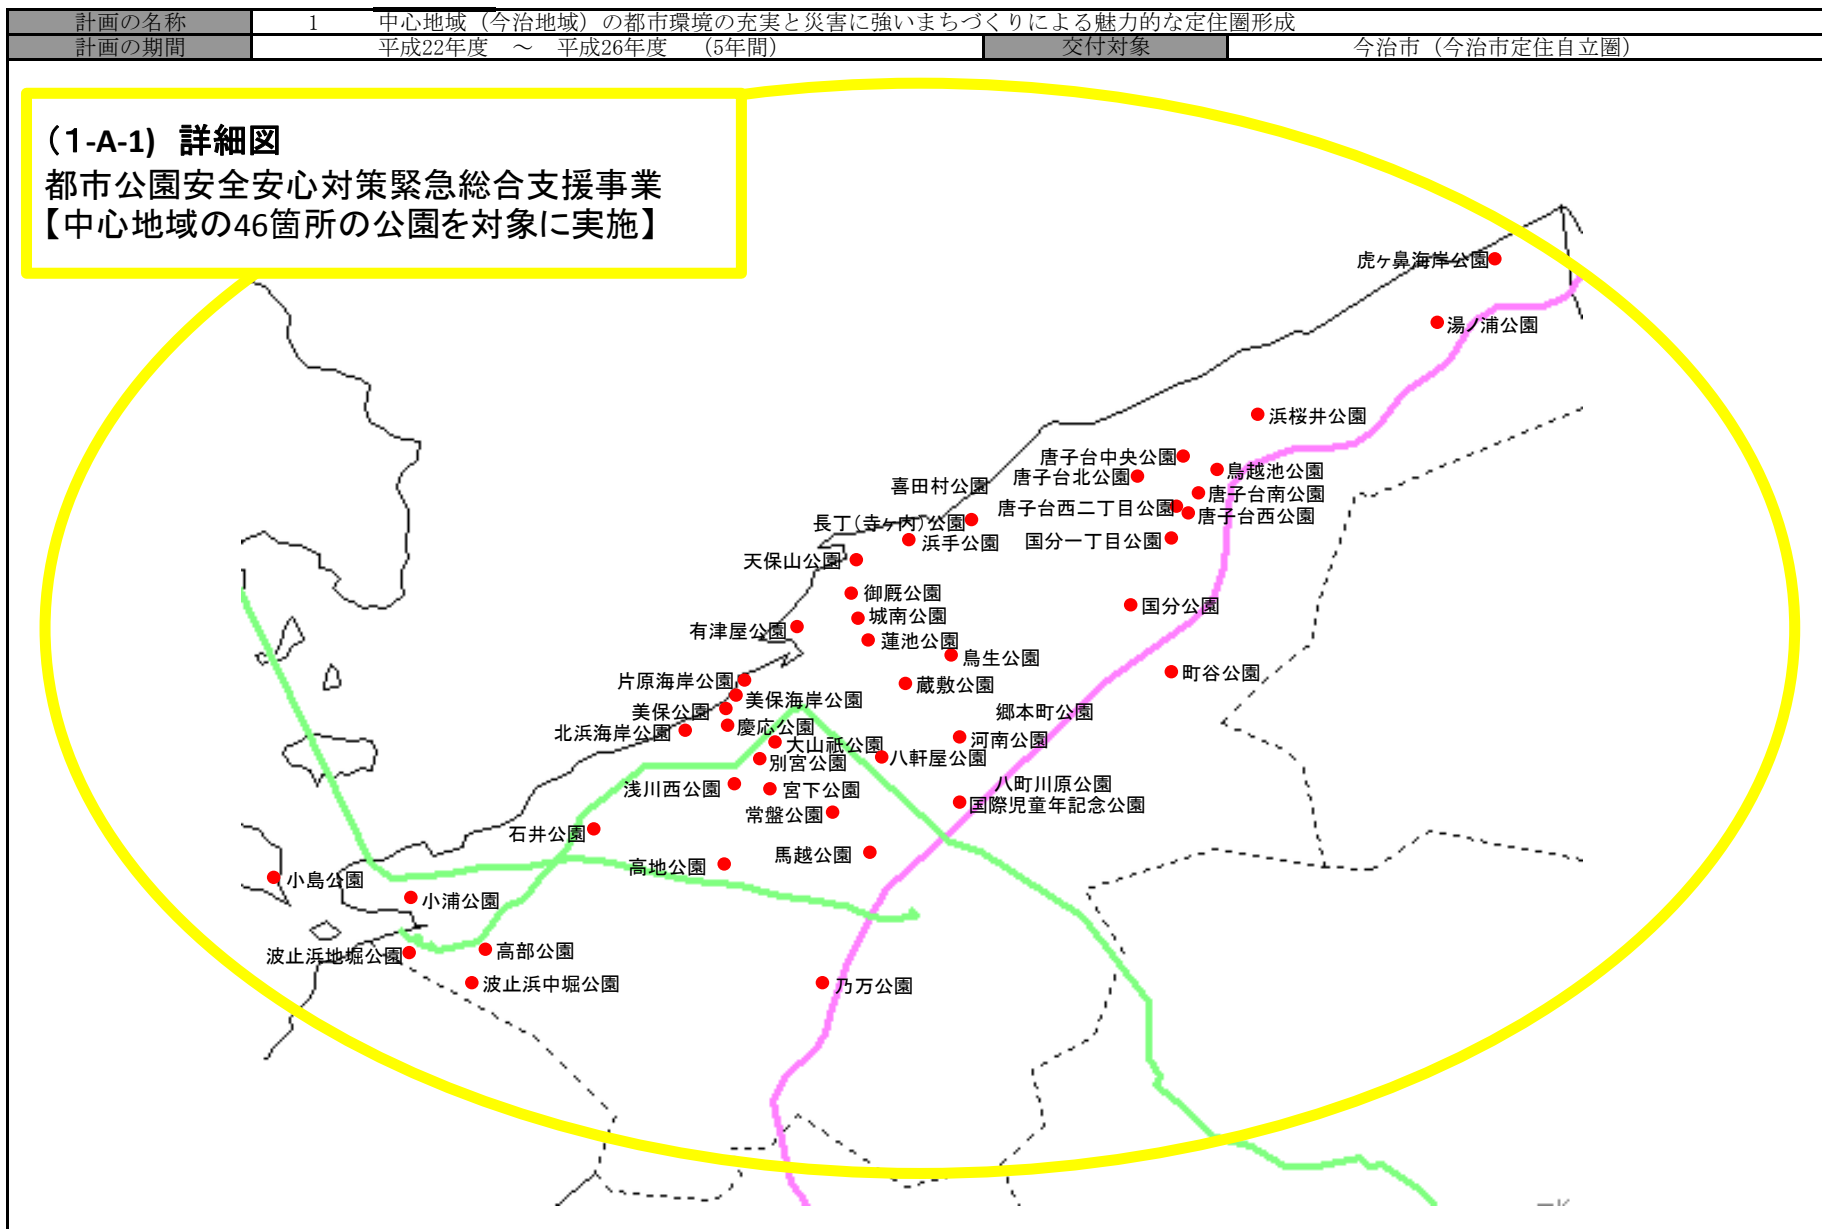 計画の名称 1 中心地域（今治地域）の都市環境の充実と災害に強いまちづくりによる魅力的な定住圏形成
計画の期間 平成22年度 ～ 平成26年度 （5年間） 交付対象 今治市（今治市定住自立圏）
（1-A-1) 詳細図
都市公園安全安心対策緊急総合支援事業
【中心地域の46箇所の公園を対象に実施】
虎ヶ鼻海岸公園
湯ノ浦公園
浜桜井公園
唐子台中央公園
鳥越池公園
唐子台北公園
喜田村公園
唐子台南公園
唐子台西二丁目公園
唐子台西公園
長丁(寺ヶ内)公園
浜手公園
国分一丁目公園
天保山公園
御厩公園
国分公園
城南公園
有津屋公園
蓮池公園
鳥生公園
町谷公園
片原海岸公園
蔵敷公園
美保海岸公園
美保公園
郷本町公園
慶応公園
北浜海岸公園
河南公園
大山祇公園
八軒屋公園
別宮公園
浅川西公園
宮下公園
八町川原公園
国際児童年記念公園
常盤公園
石井公園
馬越公園
高地公園
小島公園
小浦公園
高部公園
波止浜地堀公園
波止浜中堀公園
乃万公園